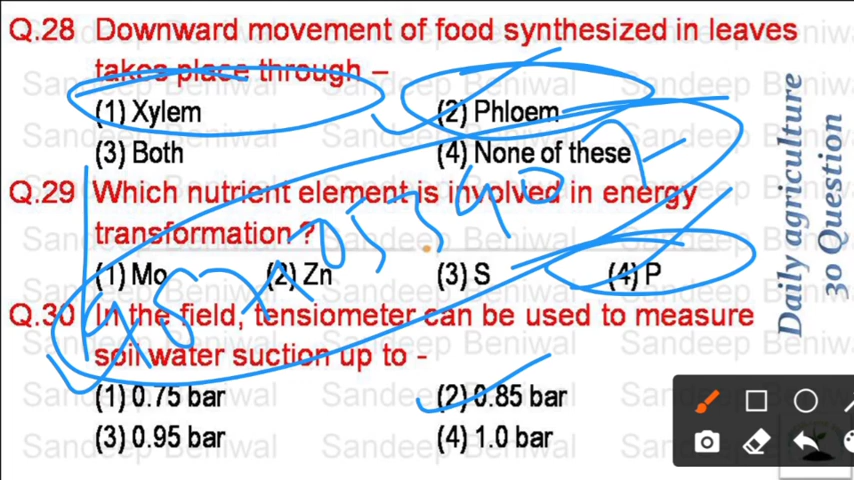 Q.28 Downward movement of food synthesized in leaves
takes place through –
(1) Xylem (2) Phloem
(3) Both (4) None of these
Q.29 Which nutrient element is involved in energy
transformation ?
(1) Mo (2) Zn (3) S (4) P
Q.30 In the field, tensiometer can be used to measure
soil water suction up to -
(1) 0.75 bar (2) 0.85 bar
(3) 0.95 bar (4) 1.0 bar
Daily agriculture
30 Question
Sandeep Beniwal